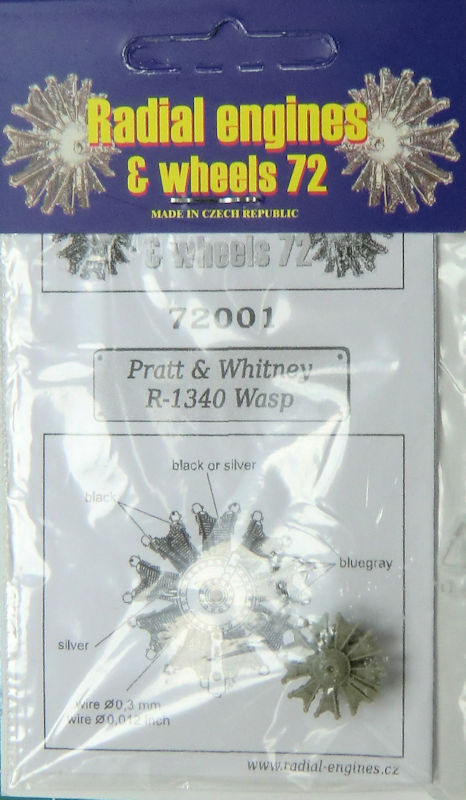 Radial engines
& wheels 72
MADE IN CZECH REPUBLIC
& wheels 72
72001
Pratt & Whitney
R-1340 Wasp
black or silver
black
bluegray
silver
wire Ø0,3 mm
wire Ø0,012 inch
www.radial-engines.cz